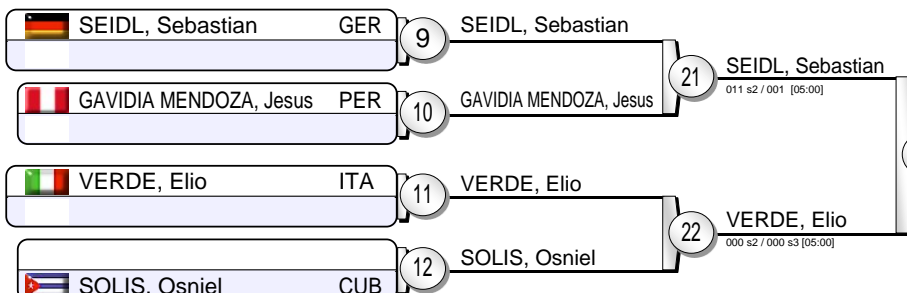 SEIDL, Sebastian GER
9
SEIDL, Sebastian
21
SEIDL, Sebastian
011 s2 / 001 [05:00]
GAVIDIA MENDOZA, Jesus PER
10
GAVIDIA MENDOZA, Jesus
VERDE, Elio ITA
11
VERDE, Elio
22
VERDE, Elio
000 s2 / 000 s3 [05:00]
SOLIS, Osniel CUB
12
SOLIS, Osniel